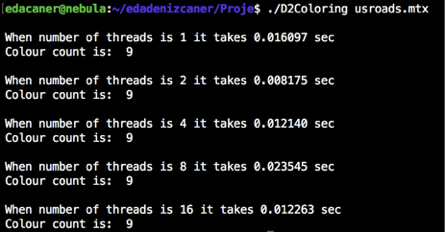 edacaner@nebula:~/edadenizcaner/Proje$ ./D2Coloring usroads.mtx
When number of threads is 1 it takes 0.016097 sec
Colour count is:  9
When number of threads is 2 it takes 0.008175 sec
Colour count is:  9
When number of threads is 4 it takes 0.012140 sec
Colour count is:  9
When number of threads is 8 it takes 0.023545 sec
Colour count is:  9
When number of threads is 16 it takes 0.012263 sec
Colour count is:  9